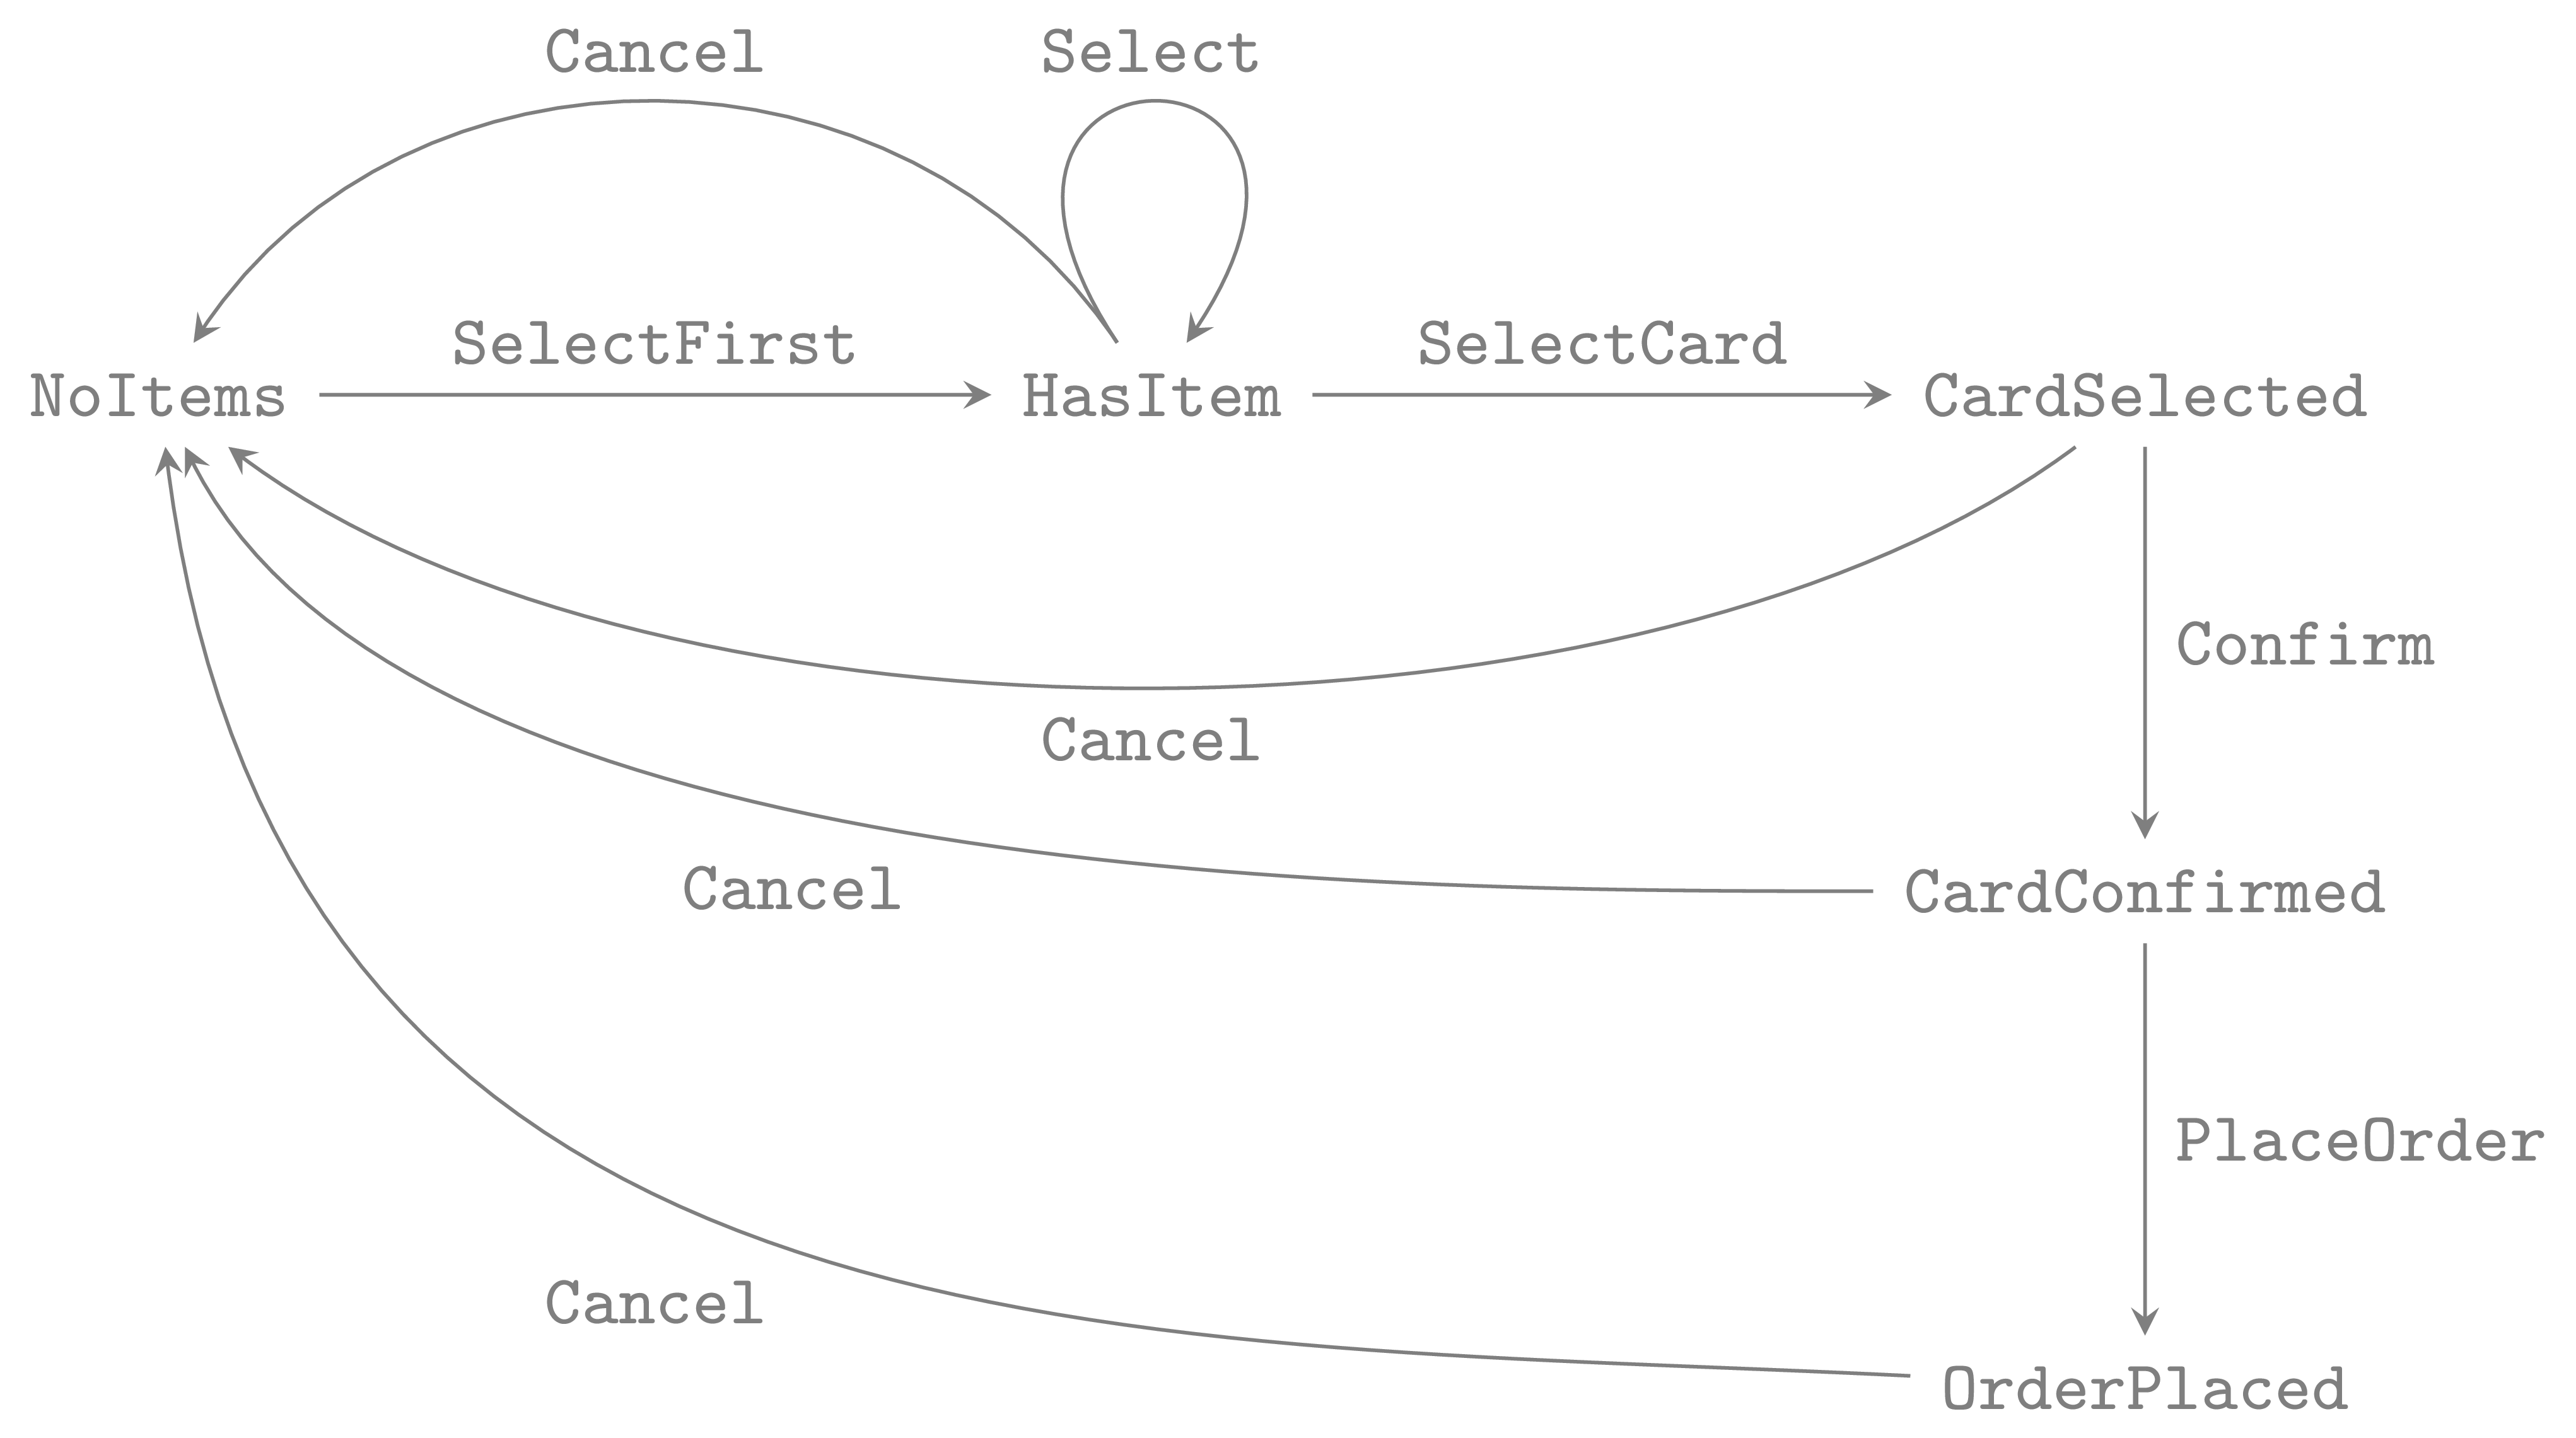 Cancel
Select
SelectFirst
SelectCard
NoItems
HasItem
CardSelected
Confirm
Cancel
Cancel
CardConfirmed
PlaceOrder
Cancel
OrderPlaced